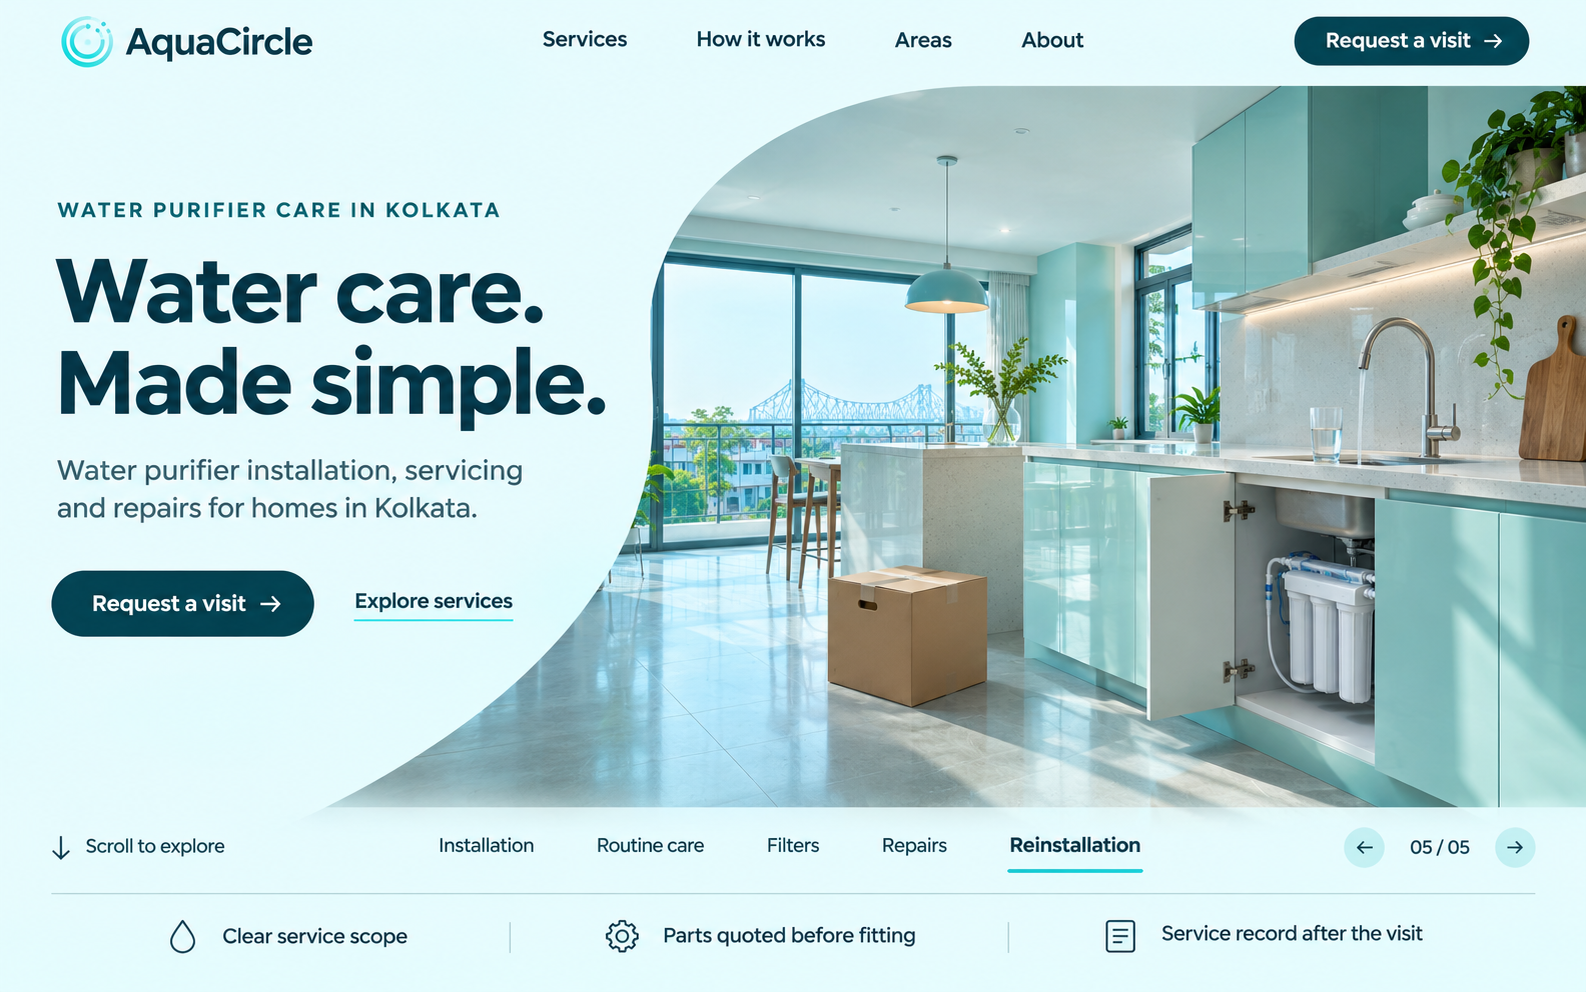 AquaCircle
Services
How it works
Areas
About
Request a visit →
WATER PURIFIER CARE IN KOLKATA
Water care.
Made simple.
Water purifier installation, servicing
and repairs for homes in Kolkata.
Request a visit →
Explore services
↓ Scroll to explore
Installation
Routine care
Filters
Repairs
Reinstallation
← 05 / 05 →
Clear service scope
Parts quoted before fitting
Service record after the visit